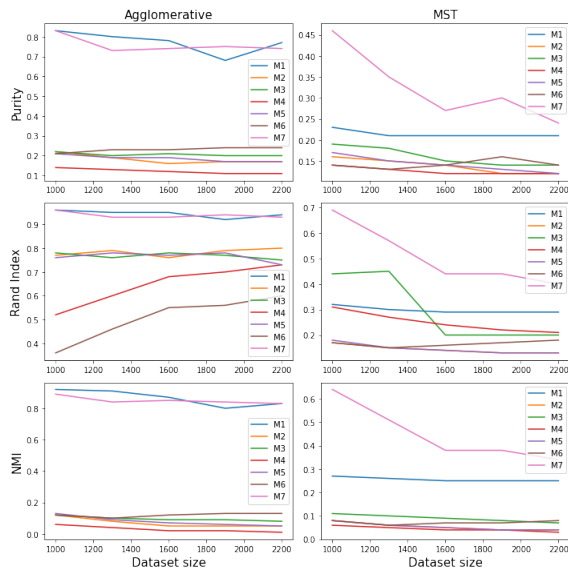 Agglomerative
MST
Purity
0.8
0.7
0.6
0.5
0.4
0.3
0.2
0.1
1000 1200 1400 1600 1800 2000 2200
M1
M2
M3
M4
M5
M6
M7
0.45
0.40
0.35
0.30
0.25
0.20
0.15
1000 1200 1400 1600 1800 2000 2200
M1
M2
M3
M4
M5
M6
M7
Rand Index
0.9
0.8
0.7
0.6
0.5
0.4
1000 1200 1400 1600 1800 2000 2200
M1
M2
M3
M4
M5
M6
M7
0.7
0.6
0.5
0.4
0.3
0.2
1000 1200 1400 1600 1800 2000 2200
M1
M2
M3
M4
M5
M6
M7
NMI
0.8
0.6
0.4
0.2
0.0
1000 1200 1400 1600 1800 2000 2200
Dataset size
M1
M2
M3
M4
M5
M6
M7
0.6
0.5
0.4
0.3
0.2
0.1
0.0
1000 1200 1400 1600 1800 2000 2200
Dataset size
M1
M2
M3
M4
M5
M6
M7